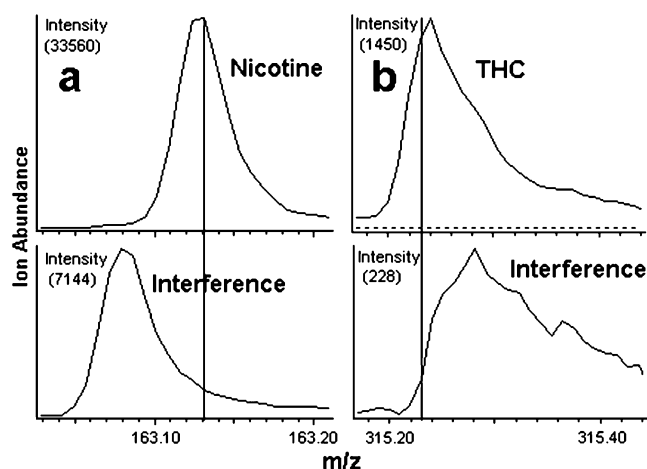 Intensity
(33560)
a
Nicotine
Intensity
(1450)
b
THC
Ion Abundance
Intensity
(7144)
Interference
Intensity
(228)
Interference
163.10 163.20 315.20 315.40
m/z